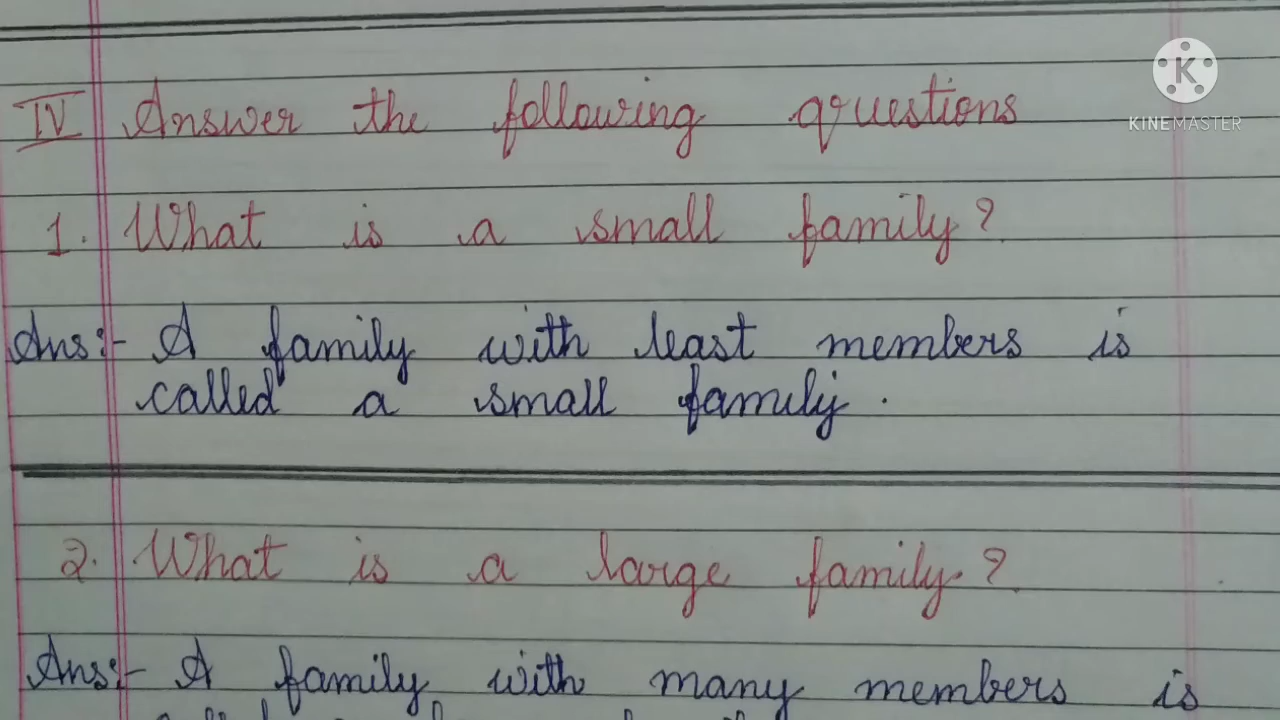 K
KINEMASTER
IV Answer the following questions
1. What is a small family?
Ans:- A family with least members is
called a small family.
2. What is a large family?
Ans:- A family with many members is